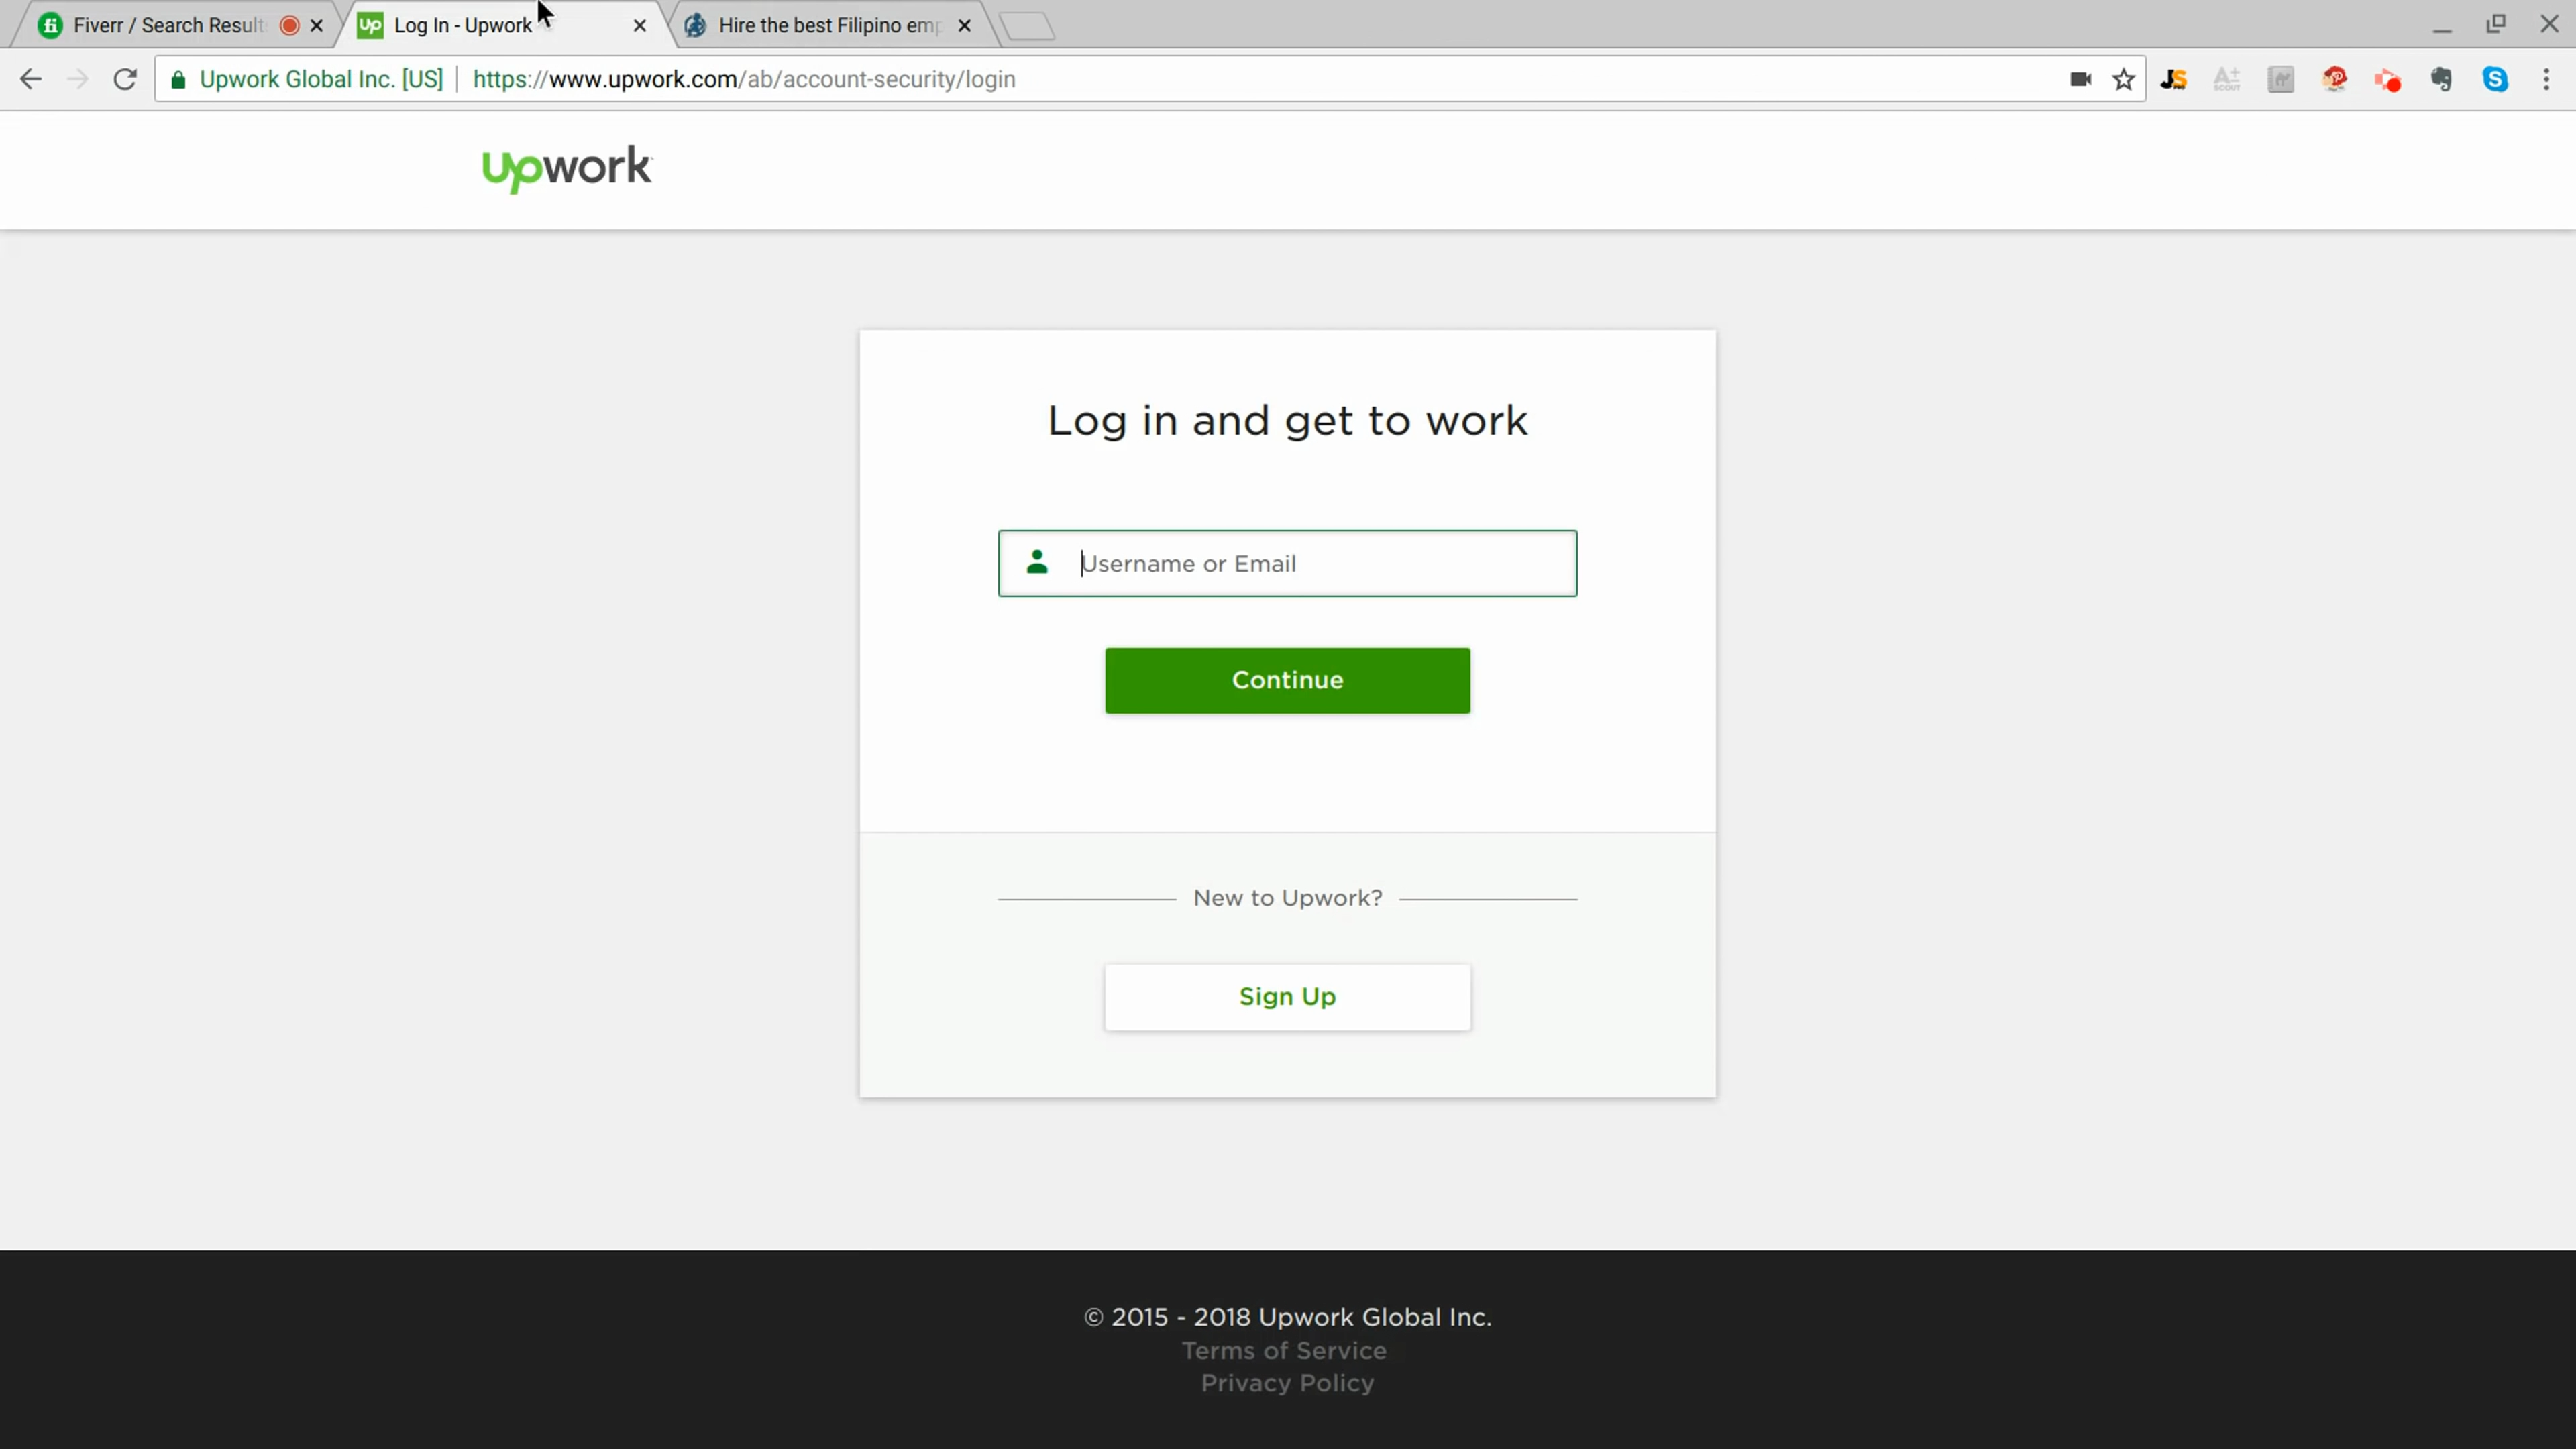 Fiverr / Search Result
Log In - Upwork
Hire the best Filipino emp
Upwork Global Inc. [US]
https://www.upwork.com/ab/account-security/login
upwork
Log in and get to work
Username or Email
Continue
New to Upwork?
Sign Up
© 2015 - 2018 Upwork Global Inc.
Terms of Service
Privacy Policy